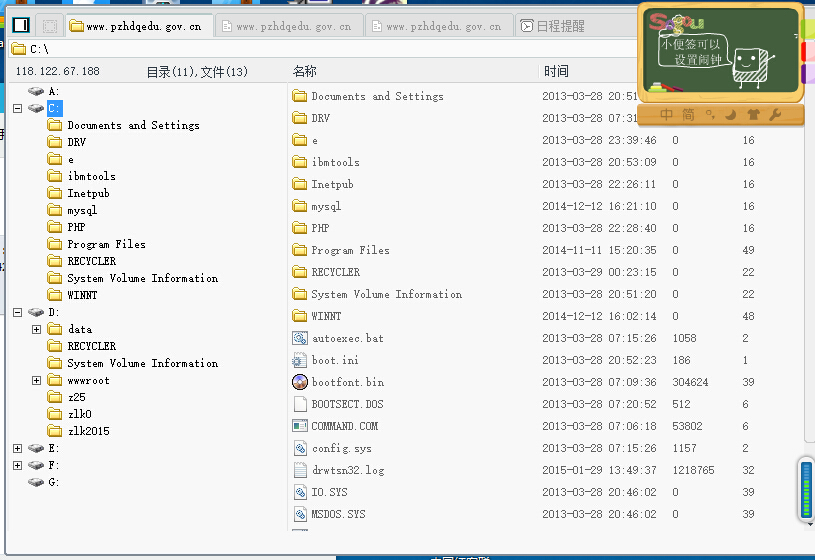 www.pzhdqedu.gov.cn
www.pzhdqedu.gov.cn
www.pzhdqedu.gov.cn
日程提醒
C:\
118.122.67.188
目录(11),文件(13)
名称
时间
A:
C:
Documents and Settings
DRV
e
ibmtools
Inetpub
mysql
PHP
Program Files
RECYCLER
System Volume Information
WINNT
D:
data
RECYCLER
System Volume Information
wwwroot
z25
zlk0
zlk2015
E:
F:
G:
Documents and Settings 2013-03-28 20:51
DRV 2013-03-28 07:31
e 2013-03-28 23:39:46 0 16
ibmtools 2013-03-28 20:53:09 0 16
Inetpub 2013-03-28 22:26:11 0 16
mysql 2014-12-12 16:21:10 0 16
PHP 2013-03-28 22:28:40 0 16
Program Files 2014-11-11 15:20:35 0 49
RECYCLER 2013-03-29 00:23:15 0 22
System Volume Information 2013-03-28 20:51:20 0 22
WINNT 2014-12-12 16:02:14 0 48
autoexec.bat 2013-03-28 07:15:26 1058 2
boot.ini 2013-03-28 20:52:23 186 1
bootfont.bin 2013-03-28 07:09:36 304624 39
BOOTSECT.DOS 2013-03-28 07:20:52 512 6
COMMAND.COM 2013-03-28 07:06:18 53802 6
config.sys 2013-03-28 07:15:26 1157 2
drwtsn32.log 2015-01-29 13:49:37 1218765 32
IO.SYS 2013-03-28 20:46:02 0 39
MSDOS.SYS 2013-03-28 20:46:02 0 39
Sogou
小便签可以
设置闹钟
中 简